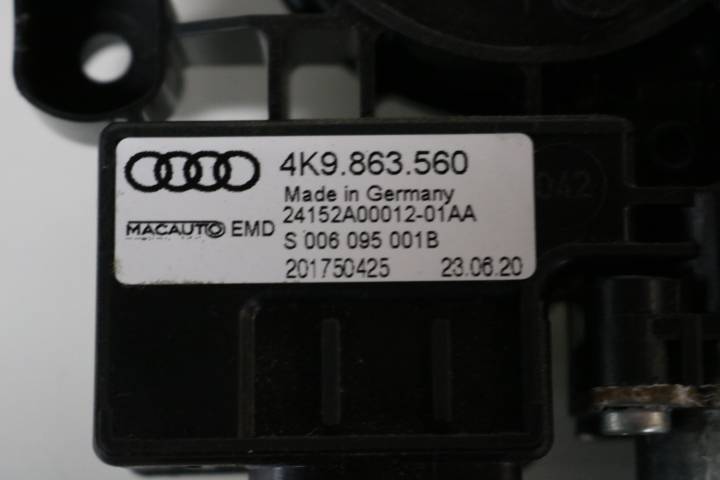 4K9.863.560
Made in Germany
24152A00012-01AA
MACAUTO EMD
S 006 095 001B
201750425 23.06.20
042